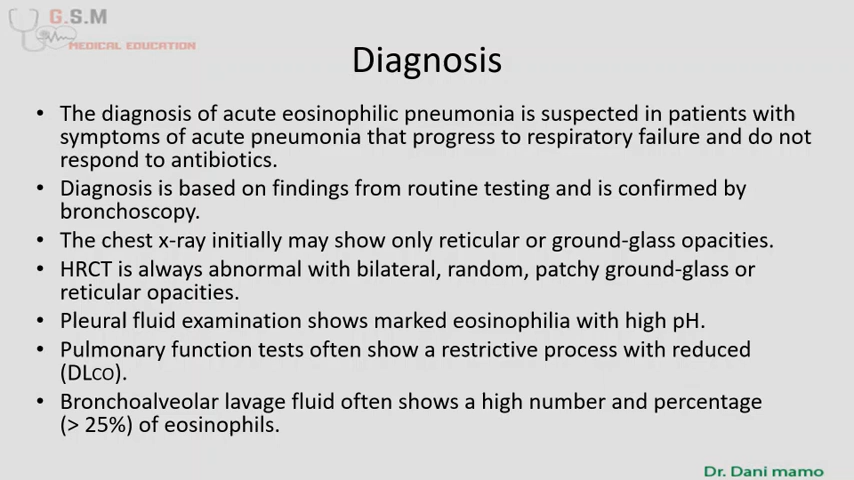 G.S.M
MEDICAL EDUCATION
Diagnosis
• The diagnosis of acute eosinophilic pneumonia is suspected in patients with
symptoms of acute pneumonia that progress to respiratory failure and do not
respond to antibiotics.
• Diagnosis is based on findings from routine testing and is confirmed by
bronchoscopy.
• The chest x-ray initially may show only reticular or ground-glass opacities.
• HRCT is always abnormal with bilateral, random, patchy ground-glass or
reticular opacities.
• Pleural fluid examination shows marked eosinophilia with high pH.
• Pulmonary function tests often show a restrictive process with reduced
(DLCO).
• Bronchoalveolar lavage fluid often shows a high number and percentage
(> 25%) of eosinophils.
Dr. Dani mamo